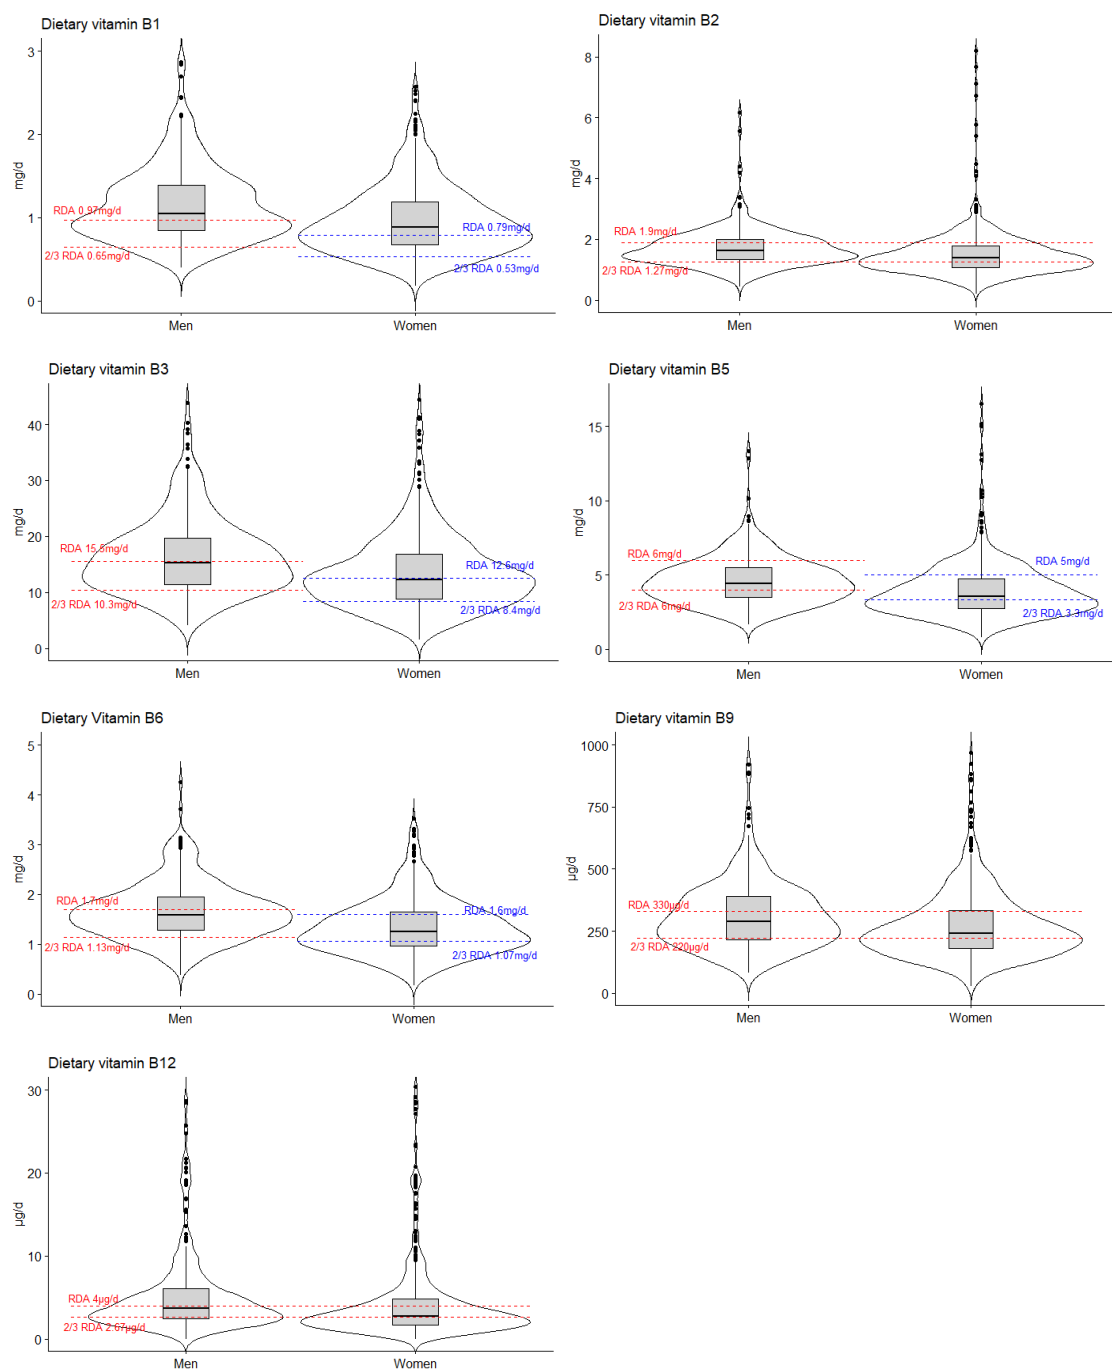 Dietary vitamin B1
3
2
1
0
mg/d
RDA 0.97mg/d
2/3 RDA 0.65mg/d
RDA 0.79mg/d
2/3 RDA 0.53mg/d
Men
Women
Dietary vitamin B2
8
6
4
2
0
mg/d
RDA 1.9mg/d
2/3 RDA 1.27mg/d
Men
Women
Dietary vitamin B3
40
30
20
10
0
mg/d
RDA 15.5mg/d
2/3 RDA 10.3mg/d
RDA 12.6mg/d
2/3 RDA 8.4mg/d
Men
Women
Dietary vitamin B5
15
10
5
0
mg/d
RDA 6mg/d
2/3 RDA 6mg/d
RDA 5mg/d
2/3 RDA 3.3mg/d
Men
Women
Dietary Vitamin B6
5
4
3
2
1
0
mg/d
RDA 1.7mg/d
2/3 RDA 1.13mg/d
RDA 1.6mg/d
2/3 RDA 1.07mg/d
Men
Women
Dietary vitamin B9
1000
750
500
250
0
µg/d
RDA 330µg/d
2/3 RDA 220µg/d
Men
Women
Dietary vitamin B12
30
20
10
0
µg/d
RDA 4µg/d
2/3 RDA 2.67µg/d
Men
Women